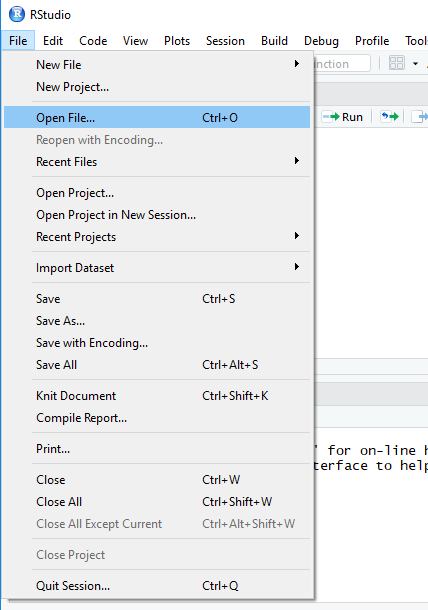 RStudio
File Edit Code View Plots Session Build Debug Profile Tools
New File
New Project...
Open File... Ctrl+O
Run
Reopen with Encoding...
Recent Files
Open Project...
Open Project in New Session...
Recent Projects
Import Dataset
Save Ctrl+S
Save As...
Save with Encoding...
Save All Ctrl+Alt+S
Knit Document Ctrl+Shift+K
Compile Report...
Print...
' for on-line h
terface to help
Close Ctrl+W
Close All Ctrl+Shift+W
Close All Except Current Ctrl+Alt+Shift+W
Close Project
Quit Session... Ctrl+Q